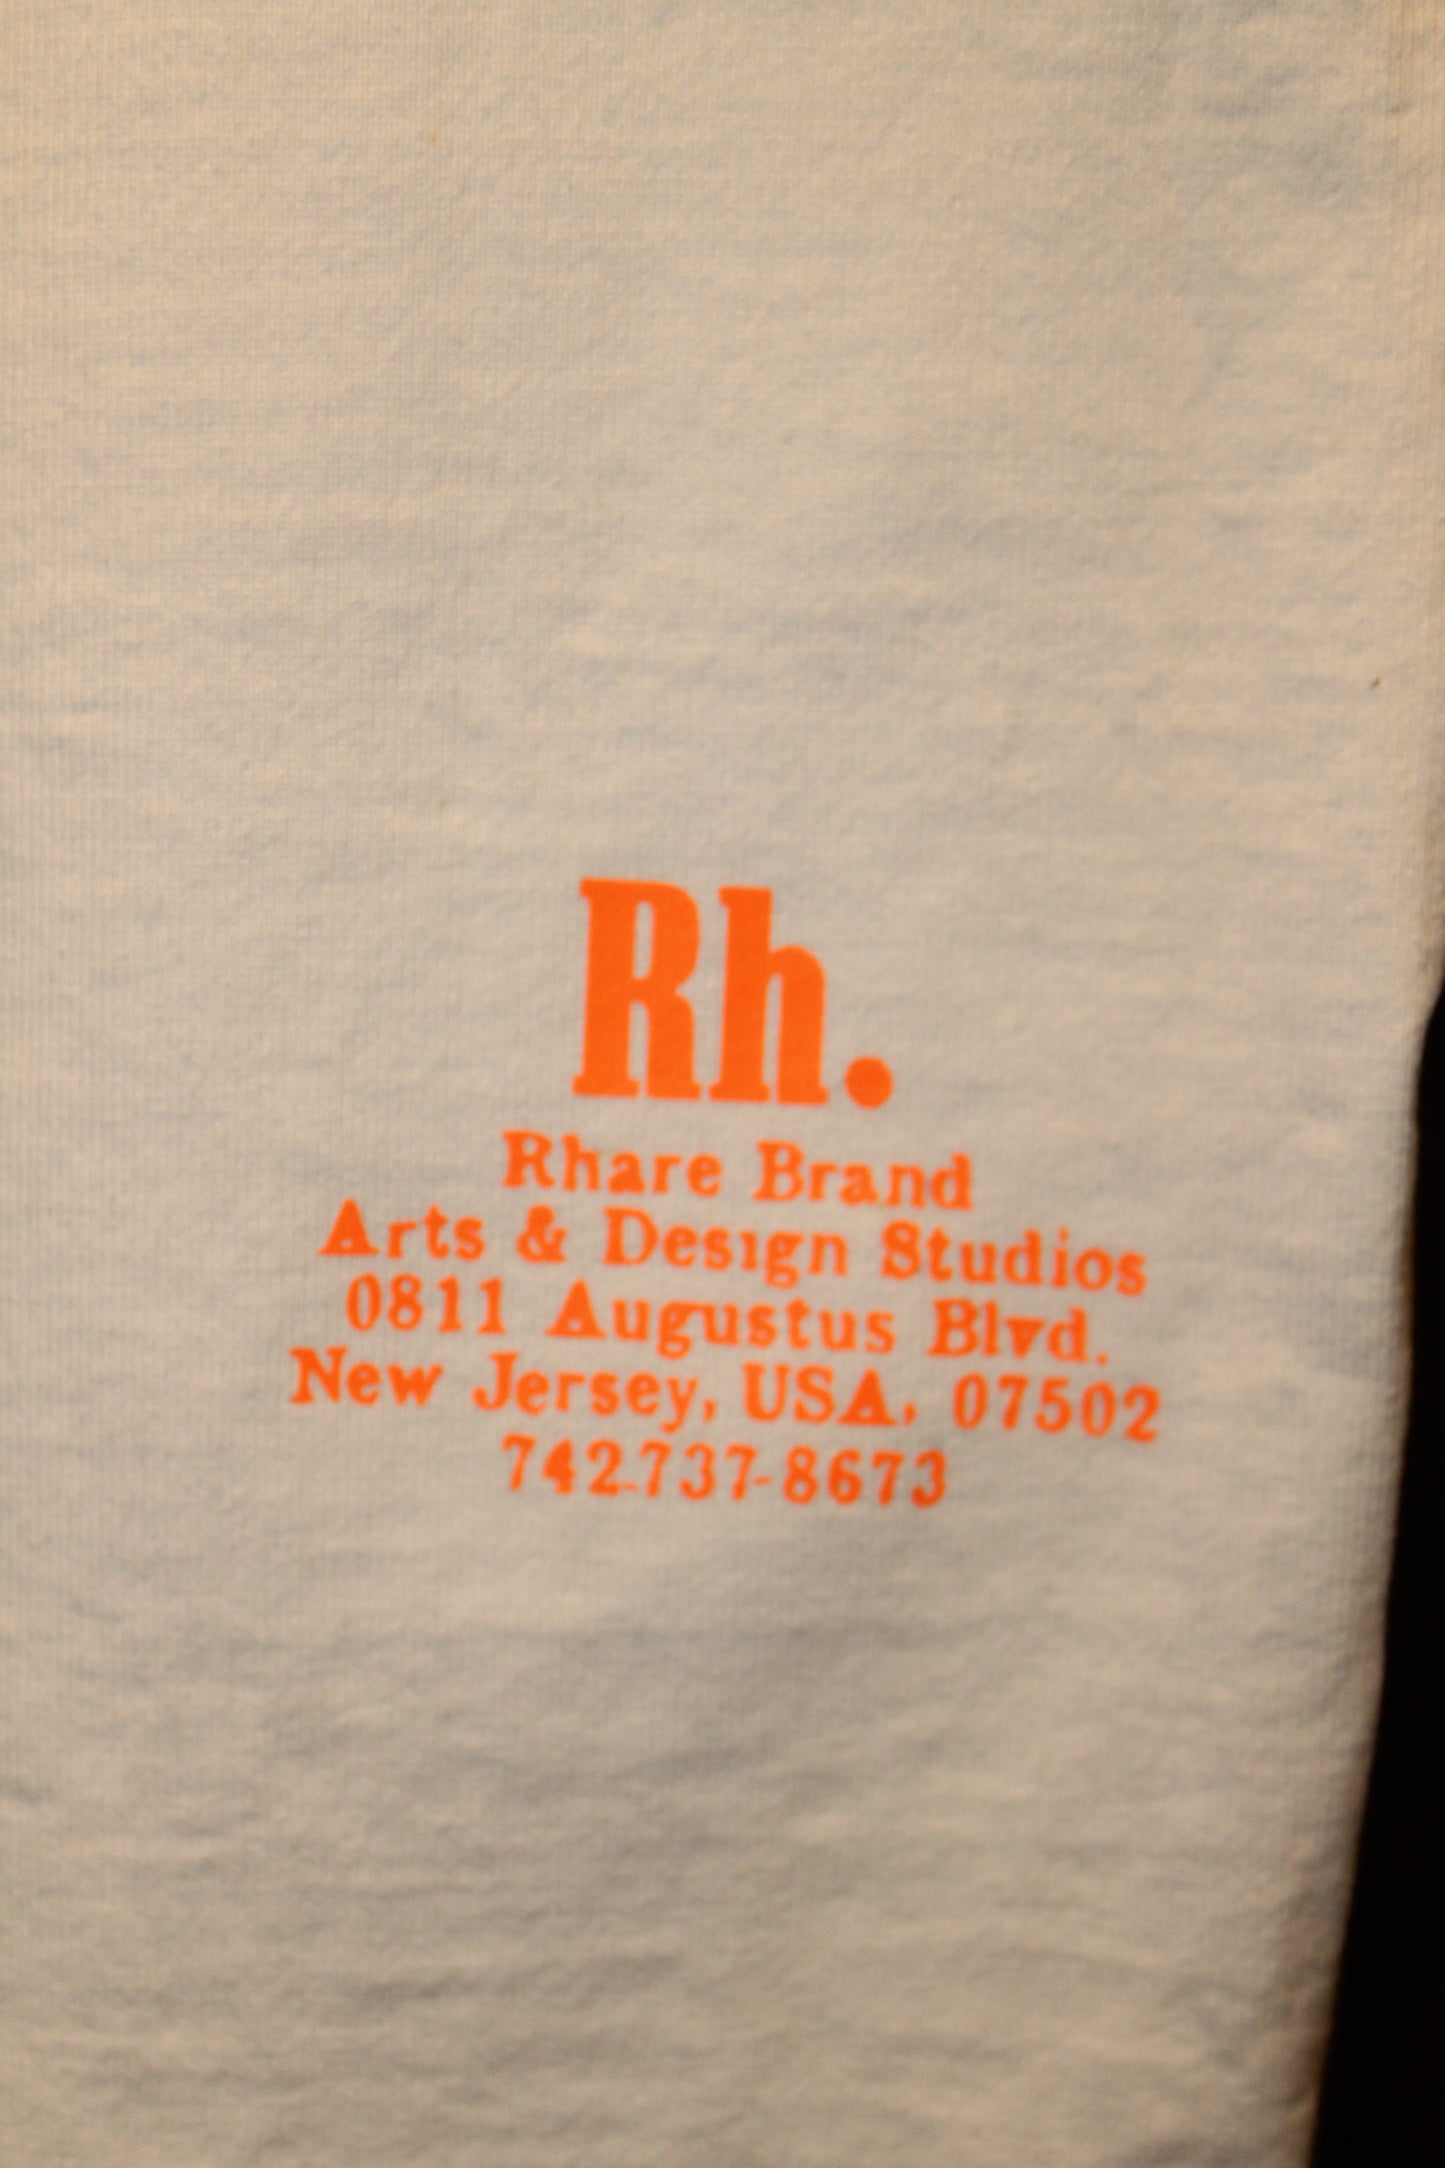 Rh.
Rhare Brand
Arts & Design Studios
0811 Augustus Blvd.
New Jersey, USA, 07502
742-737-8673